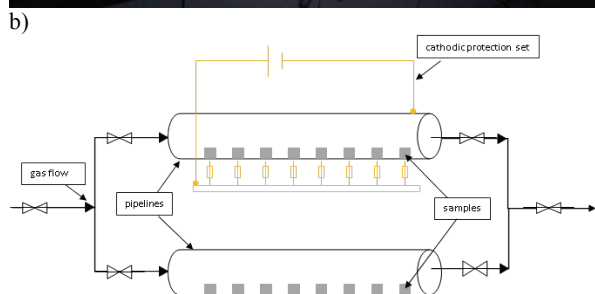 b)
cathodic protection set
gas flow
pipelines
samples